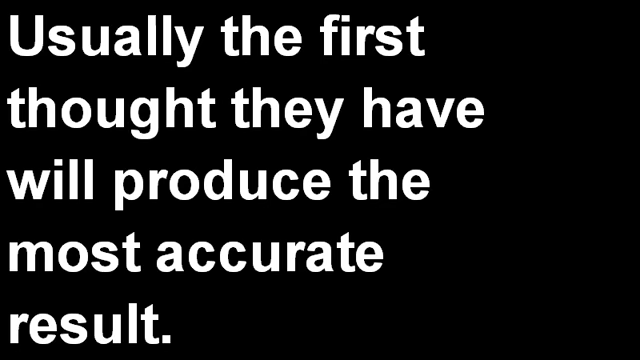 Usually the first
thought they have
will produce the
most accurate
result.